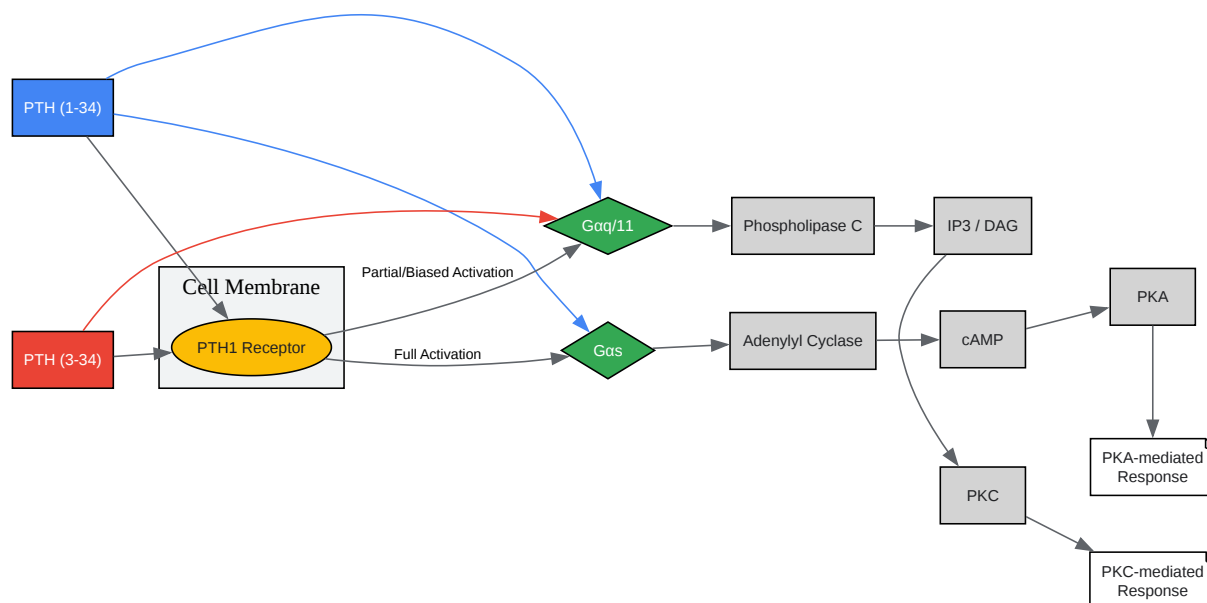 PTH (1-34)
Gαq/11
Phospholipase C
IP3 / DAG
Partial/Biased Activation
Cell Membrane
PKA
PTH (3-34)
PTH1 Receptor
Full Activation
Gαs
Adenylyl Cyclase
cAMP
PKA-mediated
Response
PKC
PKC-mediated
Response